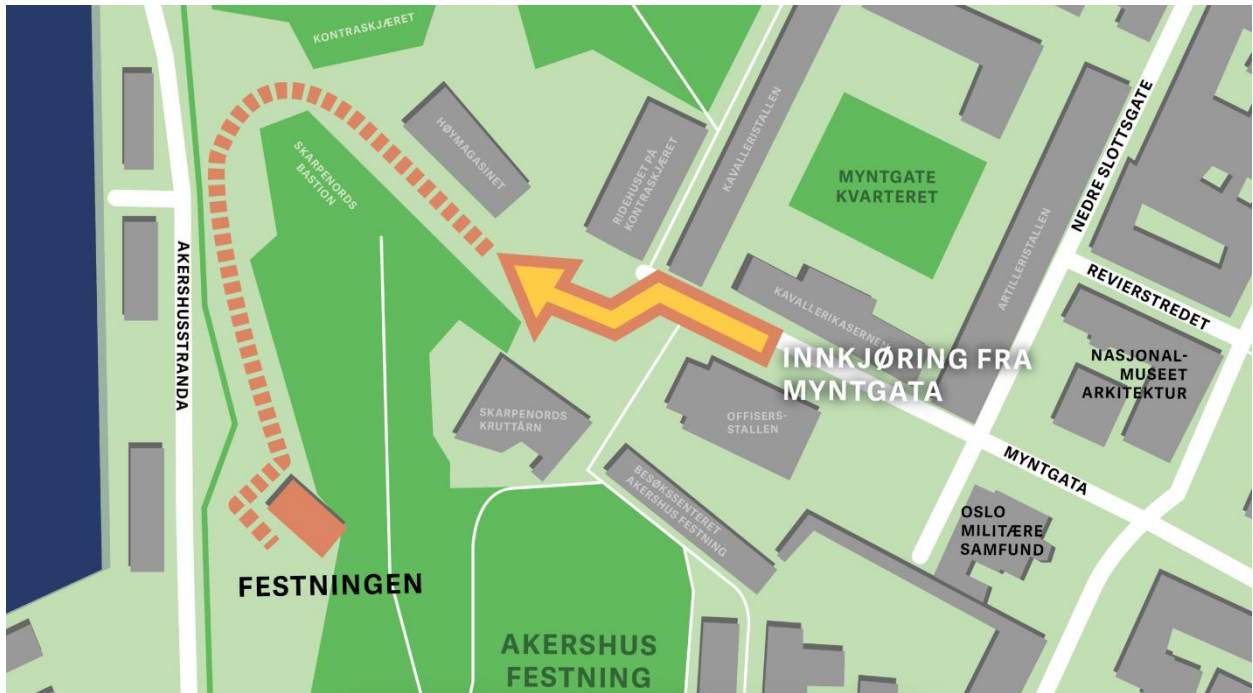 KONTRASKJÆRET
HØYMAGASINET
SKARPENORDS
BASTION
RIDEHUSET PÅ
KONTRASKJÆRET
KAVALLERISTALLEN
MYNTGATE
KVARTERET
ARTILLERISTALLEN
NEDRE SLOTTSGATE
REVIERSTREDET
AKERSHUSSTRANDA
KAVALLERIKASERNEN
INNKJØRING FRA
MYNTGATA
NASJONAL-
MUSEET
ARKITEKTUR
SKARPENORDS
KRUTTÅRN
OFFISERS-
STALLEN
MYNTGATA
BESØKSSENTERET
AKERSHUS FESTNING
OSLO
MILITÆRE
SAMFUND
FESTNINGEN
AKERSHUS
FESTNING